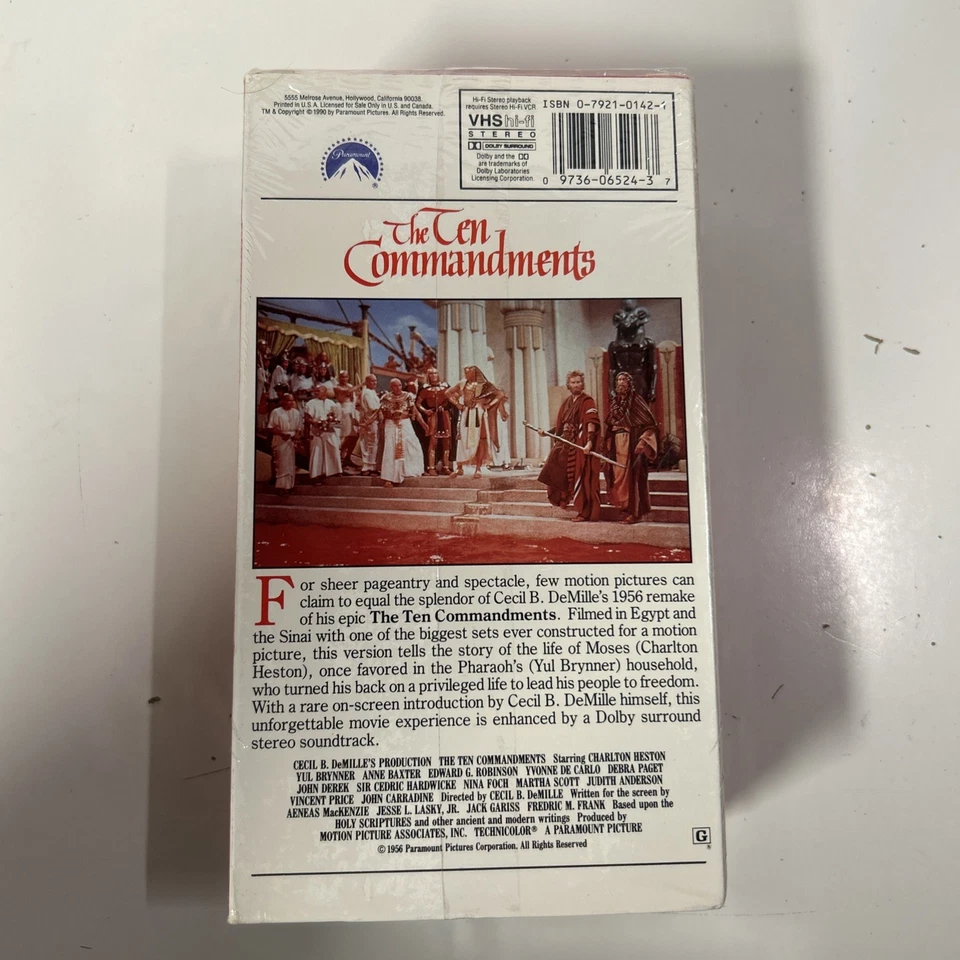 5555 Melrose Avenue, Hollywood, California 90038.
Printed in U.S.A. Licensed for Sale Only in U.S. and Canada.
TM & Copyright © 1990 by Paramount Pictures. All Rights Reserved.
Paramount
®
Hi-Fi Stereo playback
requires Stereo Hi-Fi VCR
VHS hi-fi
STEREO
DOLBY SURROUND
Dolby and the
are trademarks of
Dolby Laboratories
Licensing Corporation.
ISBN 0-7921-0142-1
0 9736-06524-3 7
The Ten
Commandments
For sheer pageantry and spectacle, few motion pictures can
claim to equal the splendor of Cecil B. DeMille's 1956 remake
of his epic The Ten Commandments. Filmed in Egypt and
the Sinai with one of the biggest sets ever constructed for a motion
picture, this version tells the story of the life of Moses (Charlton
Heston), once favored in the Pharaoh's (Yul Brynner) household,
who turned his back on a privileged life to lead his people to freedom.
With a rare on-screen introduction by Cecil B. DeMille himself, this
unforgettable movie experience is enhanced by a Dolby surround
stereo soundtrack.
CECIL B. DeMILLE'S PRODUCTION THE TEN COMMANDMENTS Starring CHARLTON HESTON
YUL BRYNNER ANNE BAXTER EDWARD G. ROBINSON YVONNE DE CARLO DEBRA PAGET
JOHN DEREK SIR CEDRIC HARDWICKE NINA FOCH MARTHA SCOTT JUDITH ANDERSON
VINCENT PRICE JOHN CARRADINE Directed by CECIL B. DeMILLE Written for the screen by
AENEAS MacKENZIE JESSE L. LASKY, JR. JACK GARISS FREDRIC M. FRANK Based upon the
HOLY SCRIPTURES and other ancient and modern writings Produced by
MOTION PICTURE ASSOCIATES, INC. TECHNICOLOR® A PARAMOUNT PICTURE
© 1956 Paramount Pictures Corporation. All Rights Reserved
G
®